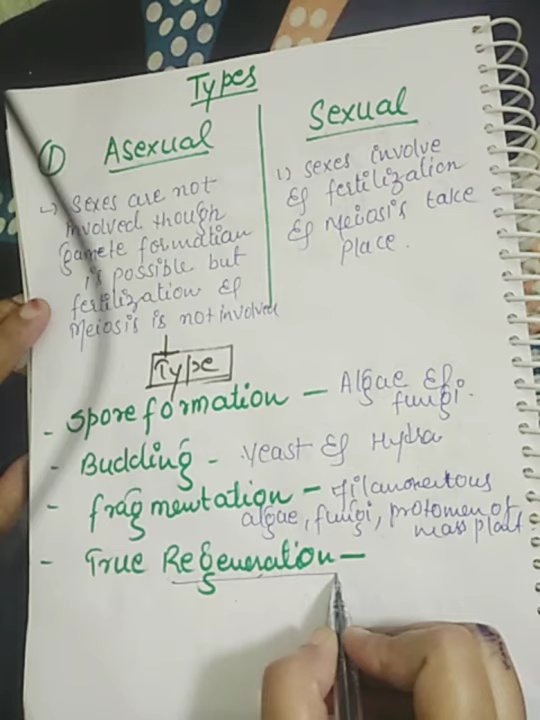 Types
① Asexual
Sexes are not
involved though
gamete formation
is possible but
fertilization &
Meiosis is not involved
Sexual
1) Sexes involve
& fertilization
& Meiosis take
place.
Type
- Spore formation - Algae &
fungi.
- Budding - Yeast & Hydra
- fragmentation - filamentous
algae, fungi, protonema of
mass plant
- True Regeneration -